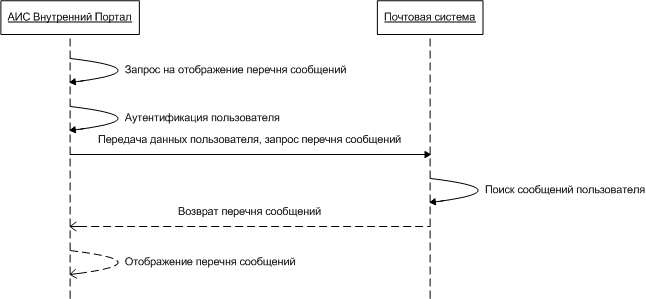 АИС Внутренний Портал
Почтовая система
Запрос на отображение перечня сообщений
Аутентификация пользователя
Передача данных пользователя, запрос перечня сообщений
Поиск сообщений пользователя
Возврат перечня сообщений
Отображение перечня сообщений